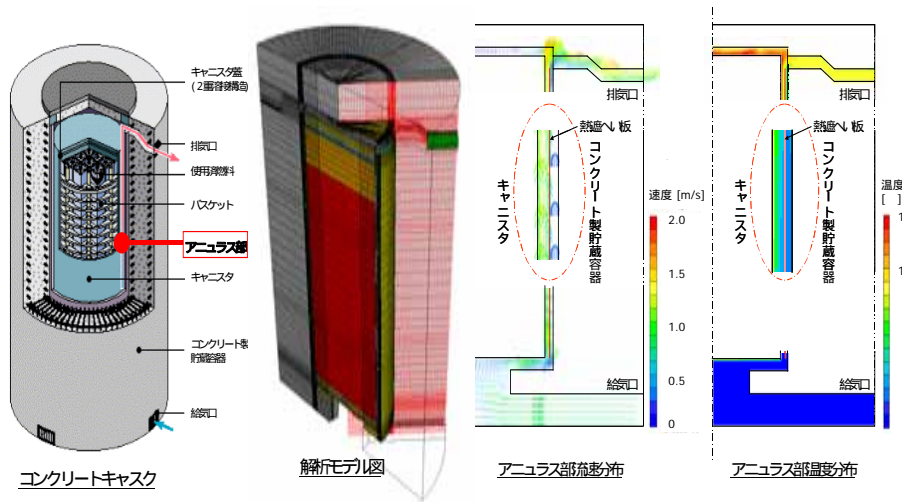 キャニスタ蓋
(2重容接構造)
排気口
使用済燃料
バスケット
アニュラス部
キャニスタ
コンクリート製
貯蔵容器
給気口
コンクリートキャスク
解析モデル図
排気口
熱遮へい板
キャニスタ
コンクリート製貯蔵容器
給気口
速度 [m/s]
2.0
1.5
1.0
0.5
0
アニュラス部流速分布
排気口
熱遮へい板
キャニスタ
コンクリート製貯蔵容器
給気口
温度
[ ]
1
1
アニュラス部温度分布